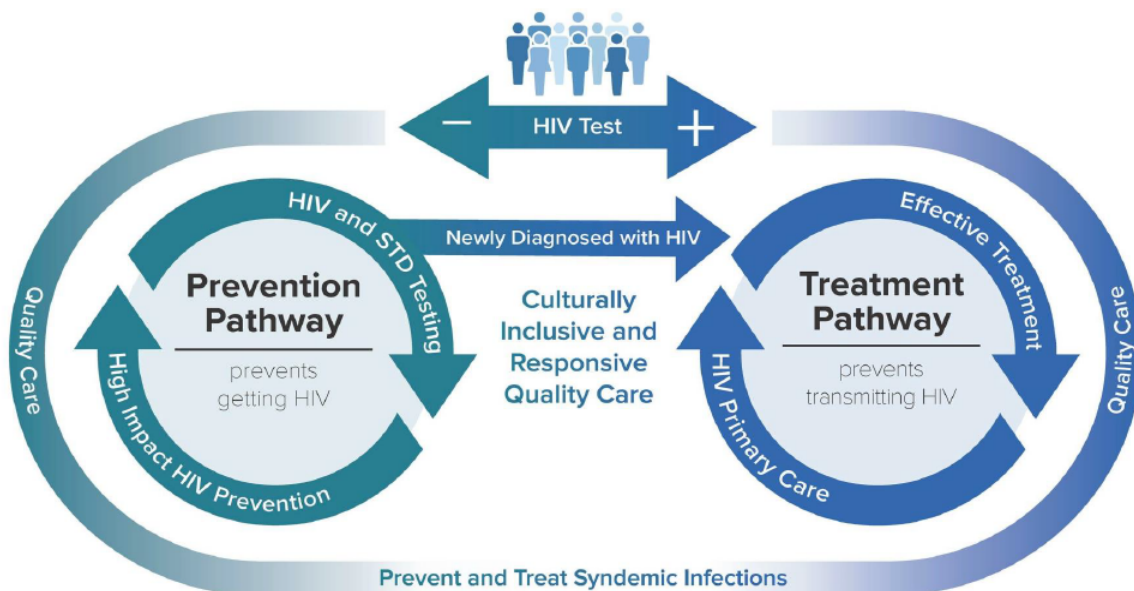 − HIV Test +
Newly Diagnosed with HIV
Quality Care
HIV and STD Testing
Prevention
Pathway
prevents
getting HIV
High Impact HIV Prevention
Culturally
Inclusive and
Responsive
Quality Care
Effective Treatment
Treatment
Pathway
prevents
transmitting HIV
HIV Primary Care
Quality Care
Prevent and Treat Syndemic Infections